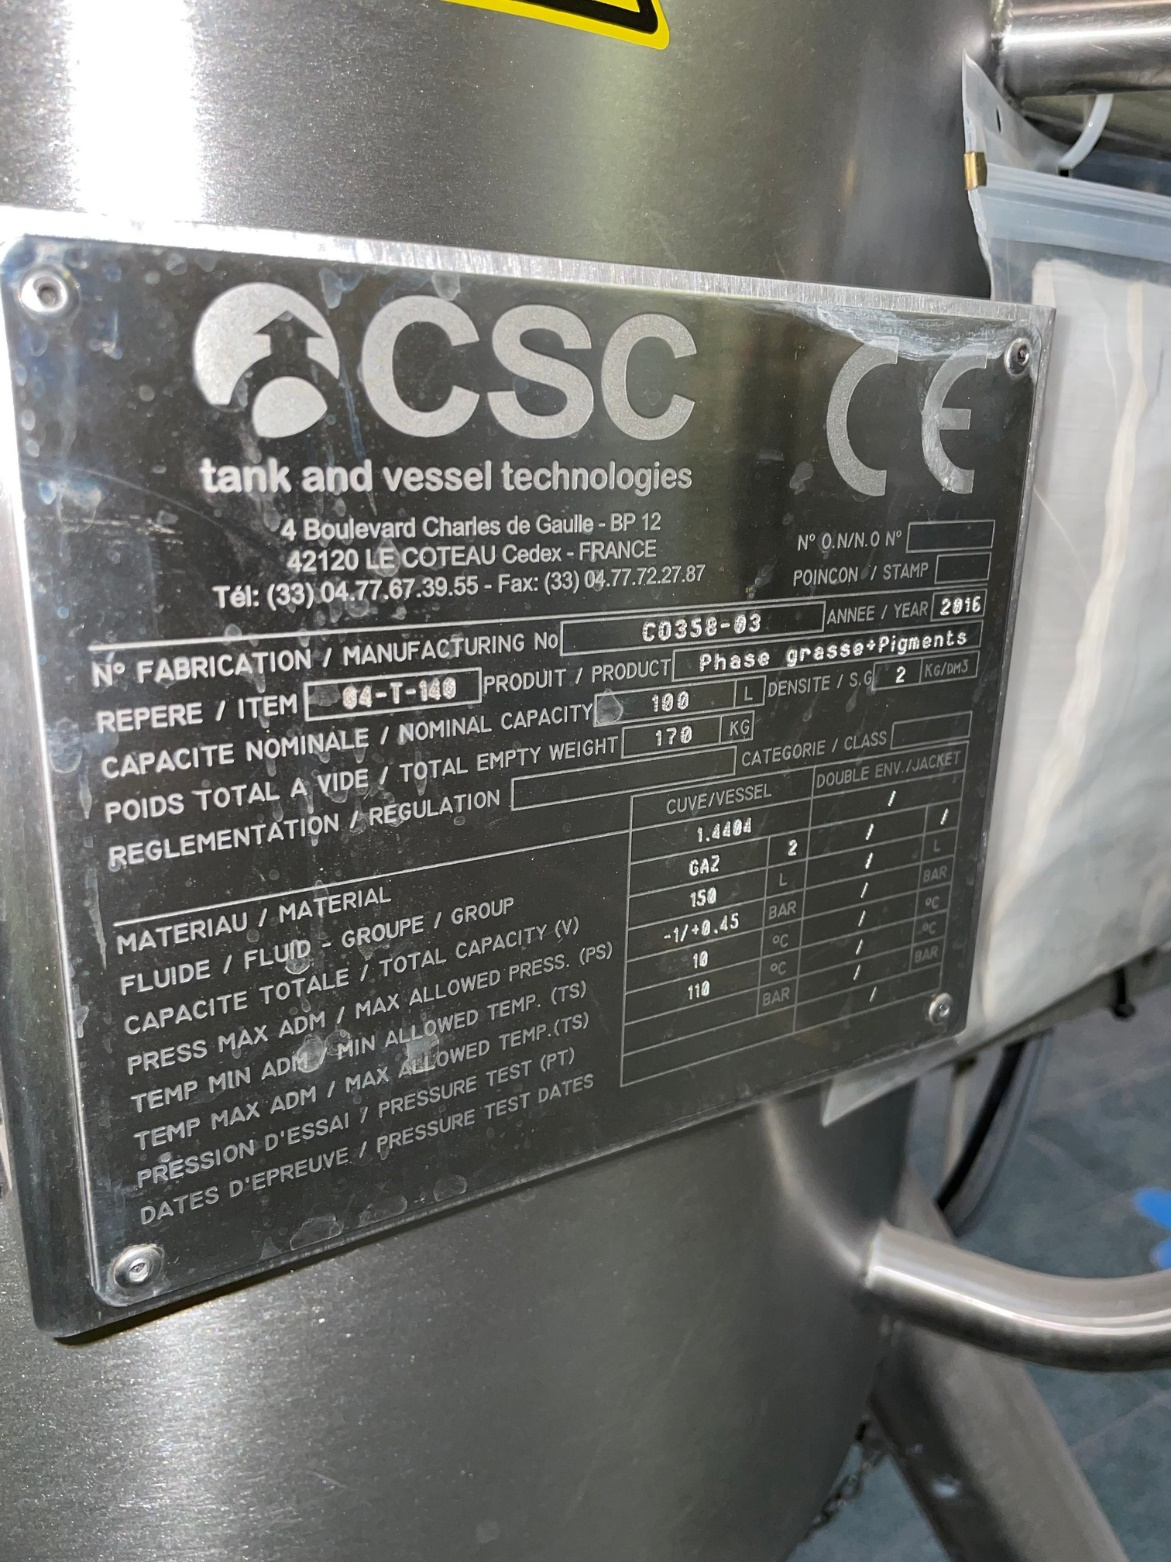 CSC
CE
tank and vessel technologies
4 Boulevard Charles de Gaulle - BP 12
42120 LE COTEAU Cedex - FRANCE
Tél: (33) 04.77.67.39.55 - Fax: (33) 04.77.72.27.87
N° O.N/N.O N°
POINCON / STAMP
N° FABRICATION / MANUFACTURING No CO358-03 ANNEE / YEAR 2016
REPERE / ITEM 04-T-140 PRODUIT / PRODUCT Phase grasse+Pigments
CAPACITE NOMINALE / NOMINAL CAPACITY 100 L DENSITE / S.G 2 KG/DM3
POIDS TOTAL A VIDE / TOTAL EMPTY WEIGHT 170 KG
REGLEMENTATION / REGULATION CATEGORIE / CLASS
CUVE/VESSEL DOUBLE ENV./JACKET
MATERIAU / MATERIAL 1.4404 /
FLUIDE / FLUID - GROUPE / GROUP GAZ 2 / /
CAPACITE TOTALE / TOTAL CAPACITY (V) 150 L / L
PRESS MAX ADM / MAX ALLOWED PRESS. (PS) -1/+0.45 BAR / BAR
TEMP MIN ADM / MIN ALLOWED TEMP. (TS) 10 °C / °C
TEMP MAX ADM / MAX ALLOWED TEMP.(TS) 110 °C / °C
PRESSION D'ESSAI / PRESSURE TEST (PT) BAR / BAR
DATES D'EPREUVE / PRESSURE TEST DATES /